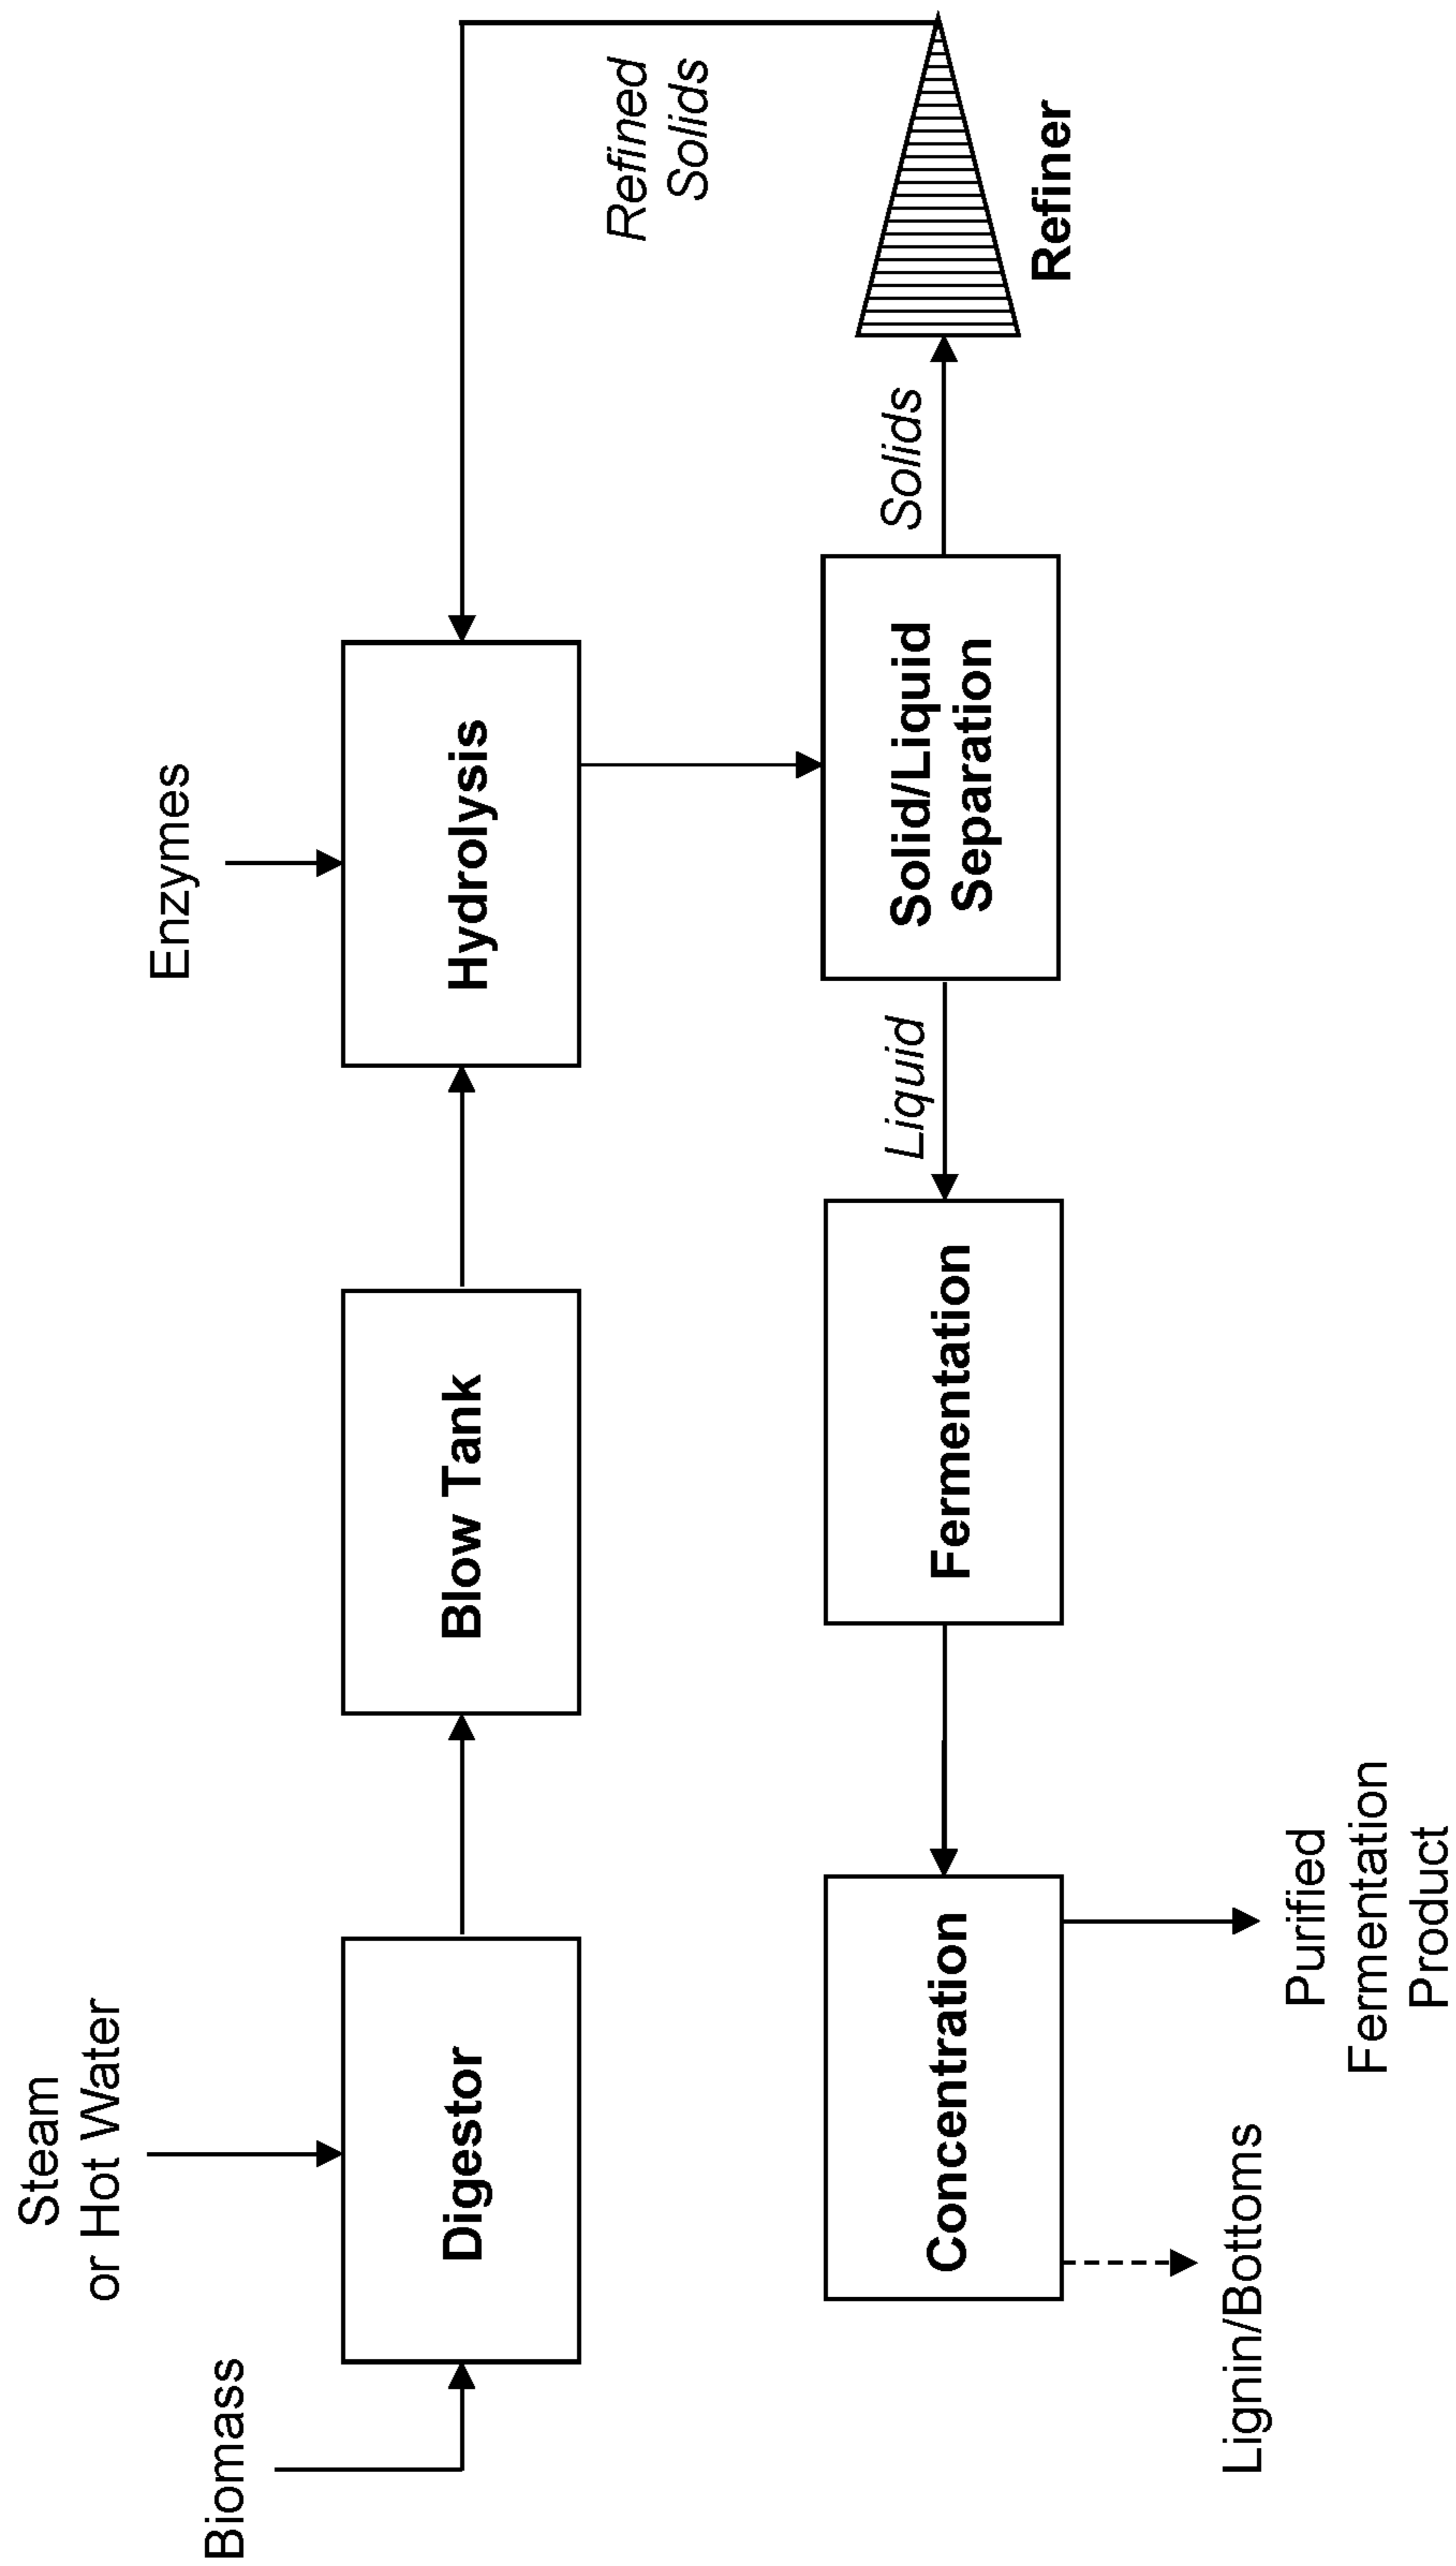 Biomass
Steam
or Hot Water
Digestor
Blow Tank
Enzymes
Hydrolysis
Refined
Solids
Solid/Liquid
Separation
Solids
Refiner
Liquid
Fermentation
Concentration
Lignin/Bottoms
Purified
Fermentation
Product